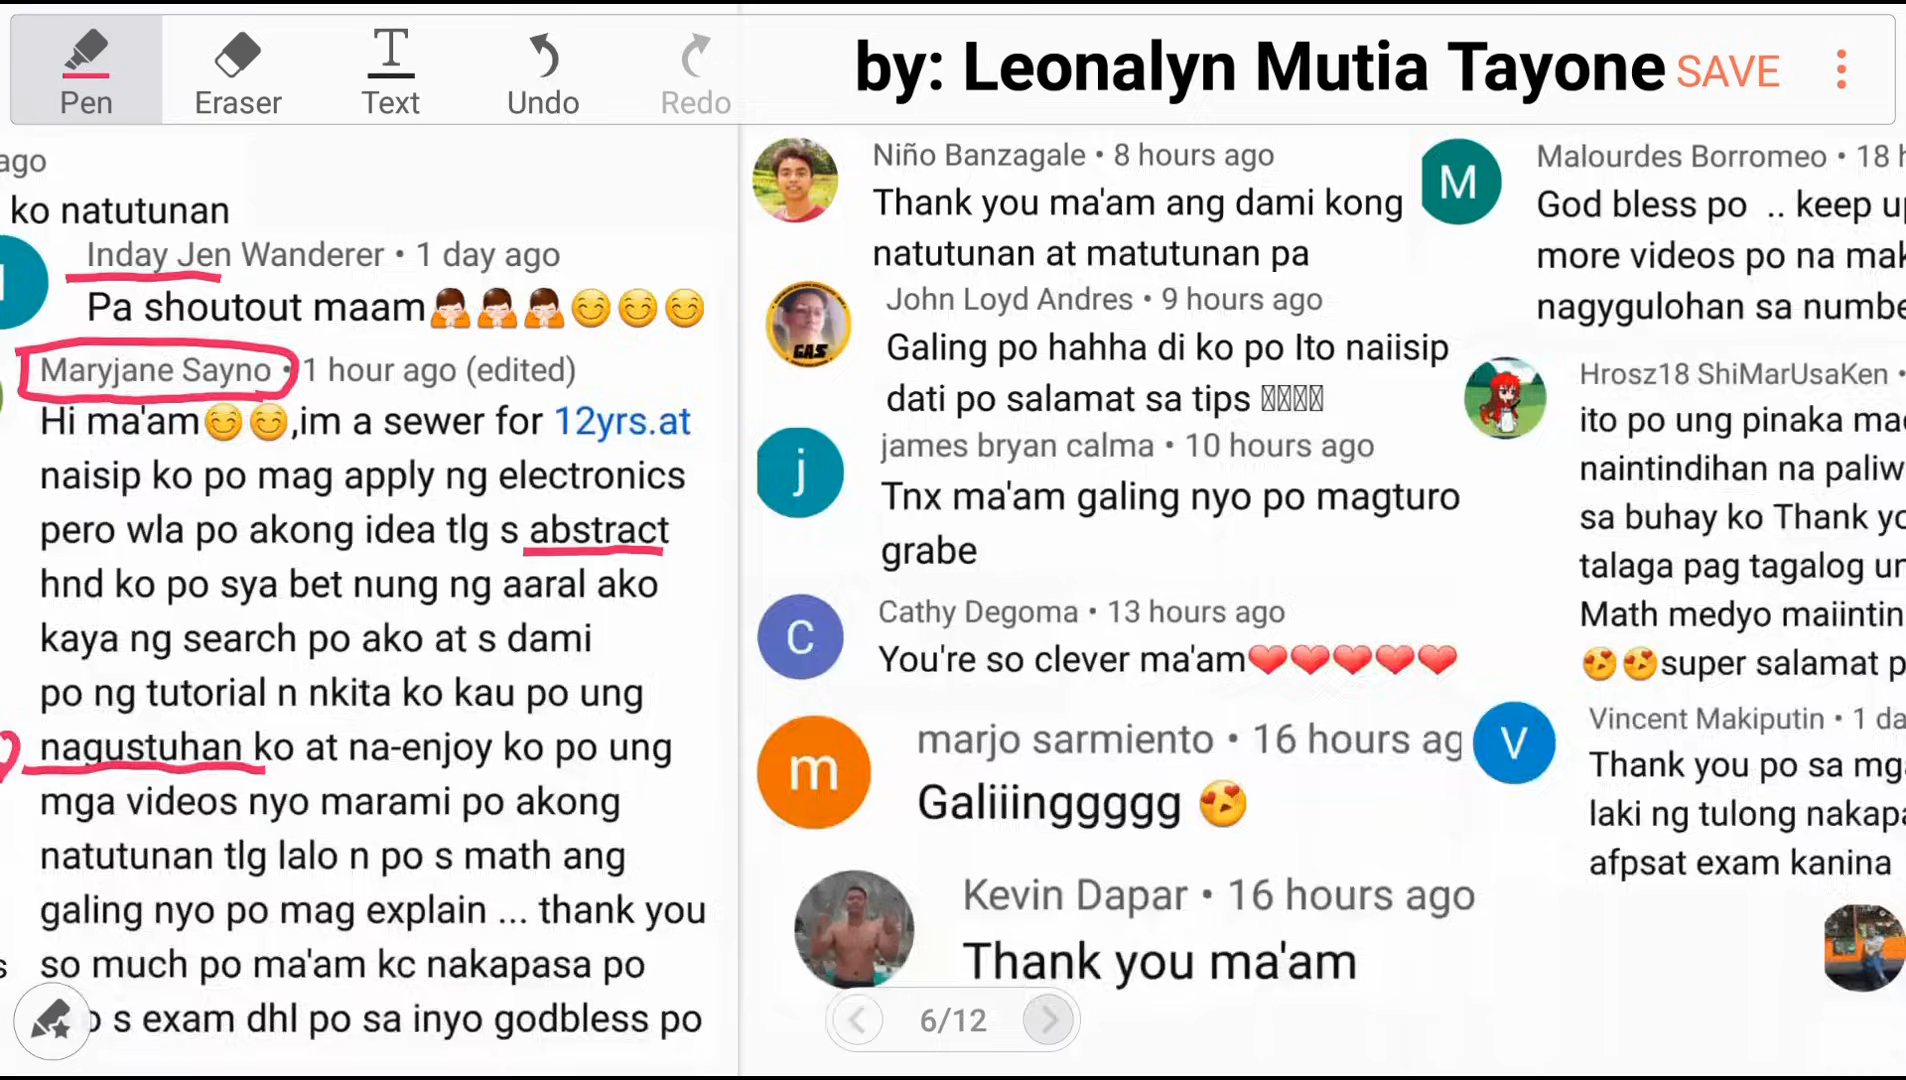 Pen
Eraser
Text
Undo
Redo
by: Leonalyn Mutia Tayone
SAVE
ago
ko natutunan
Inday Jen Wanderer • 1 day ago
Pa shoutout maam🙏🙏🙏😊😊😊
Maryjane Sayno • 1 hour ago (edited)
Hi ma'am😊😊,im a sewer for 12yrs.at
naisip ko po mag apply ng electronics
pero wla po akong idea tlg s abstract
hnd ko po sya bet nung ng aaral ako
kaya ng search po ako at s dami
po ng tutorial n nkita ko kau po ung
nagustuhan ko at na-enjoy ko po ung
mga videos nyo marami po akong
natutunan tlg lalo n po s math ang
galing nyo po mag explain ... thank you
so much po ma'am kc nakapasa po
s exam dhl po sa inyo godbless po
Niño Banzagale • 8 hours ago
Thank you ma'am ang dami kong
natutunan at matutunan pa
John Loyd Andres • 9 hours ago
GAS
Galing po hahha di ko po Ito naiisip
dati po salamat sa tips
j
james bryan calma • 10 hours ago
Tnx ma'am galing nyo po magturo
grabe
C
Cathy Degoma • 13 hours ago
You're so clever ma'am❤❤❤❤❤
m
marjo sarmiento • 16 hours ag
Galiiinggggg 😍
Kevin Dapar • 16 hours ago
Thank you ma'am
6/12
M
Malourdes Borromeo • 18 h
God bless po .. keep up
more videos po na mak
nagygulohan sa numbe
Hrosz18 ShiMarUsaKen •
ito po ung pinaka mad
naintindihan na paliw
sa buhay ko Thank yo
talaga pag tagalog un
Math medyo maiintin
😍😍super salamat p
V
Vincent Makiputin • 1 da
Thank you po sa mga
laki ng tulong nakapa
afpsat exam kanina